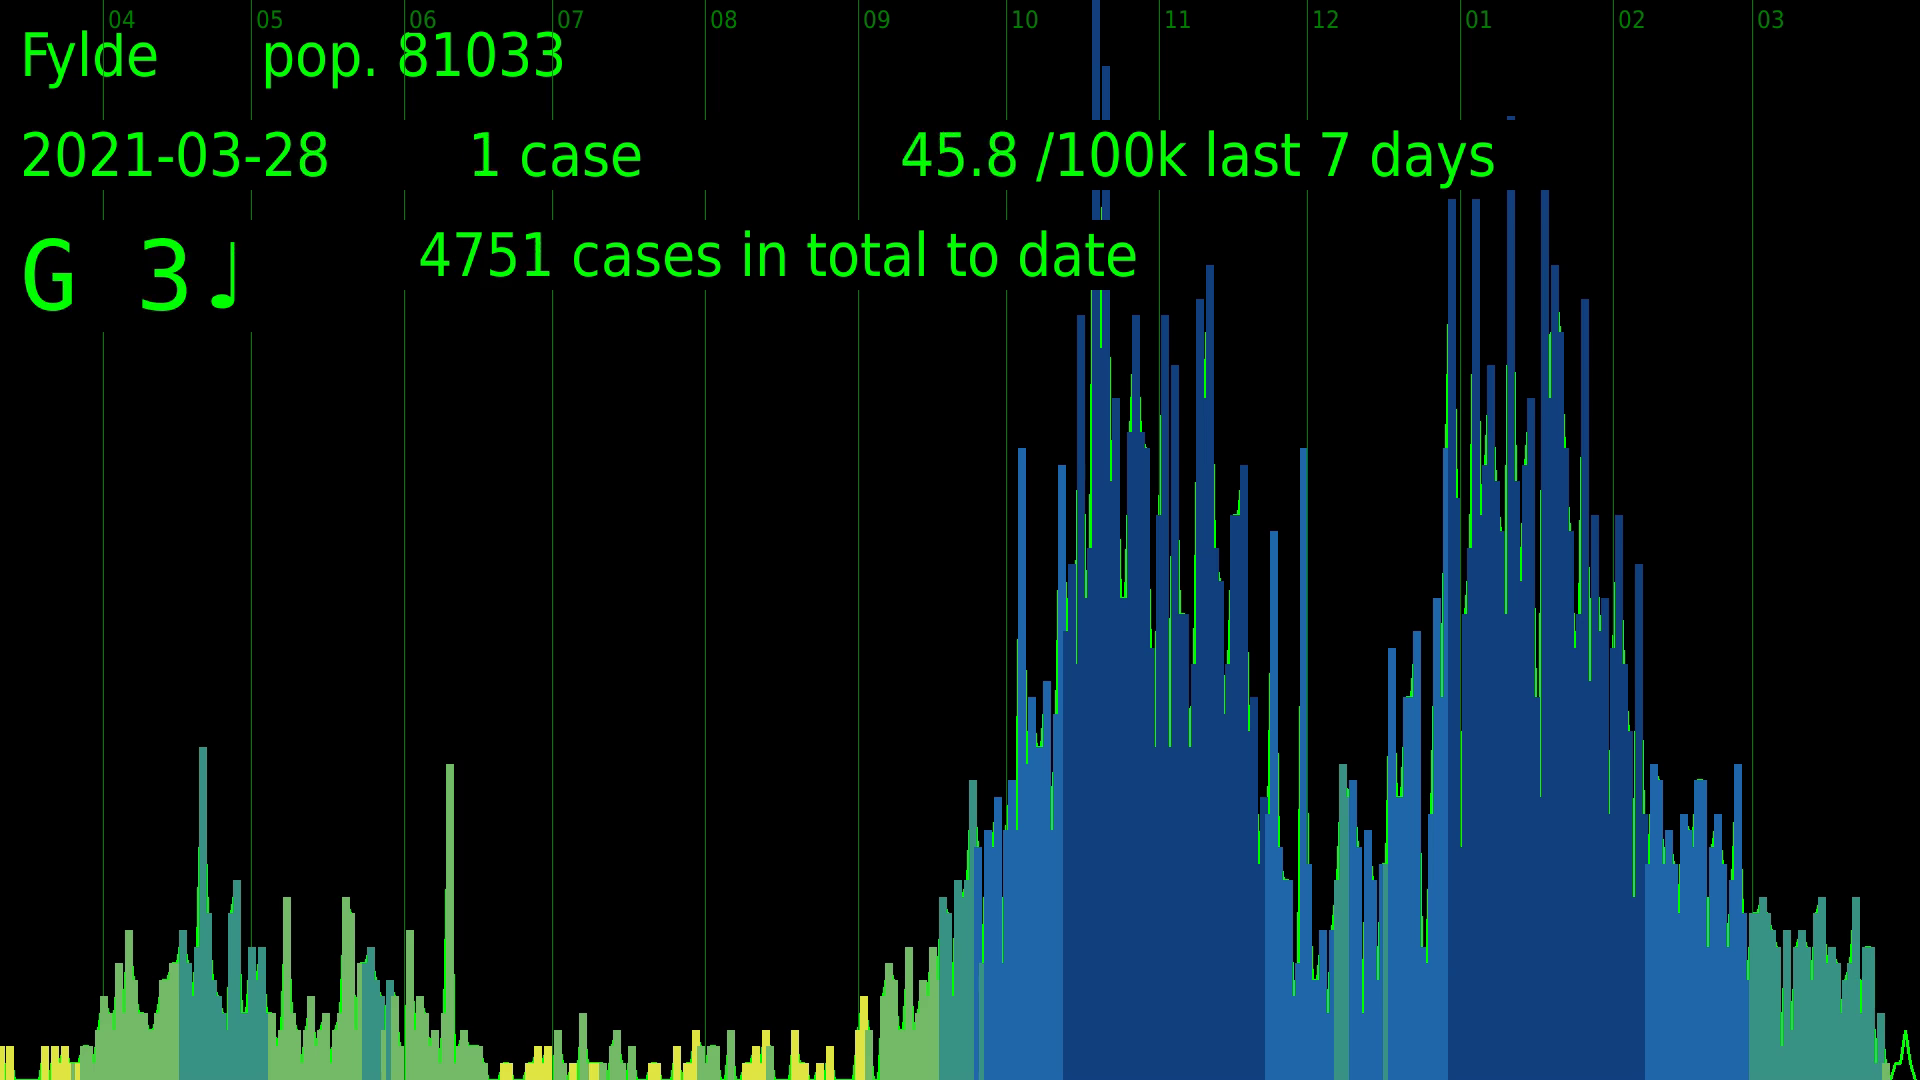 04 05 06 07 08 09 10 11 12 01 02 03
Fylde pop. 81033
2021-03-28 1 case 45.8 /100k last 7 days
G 3♩ 4751 cases in total to date